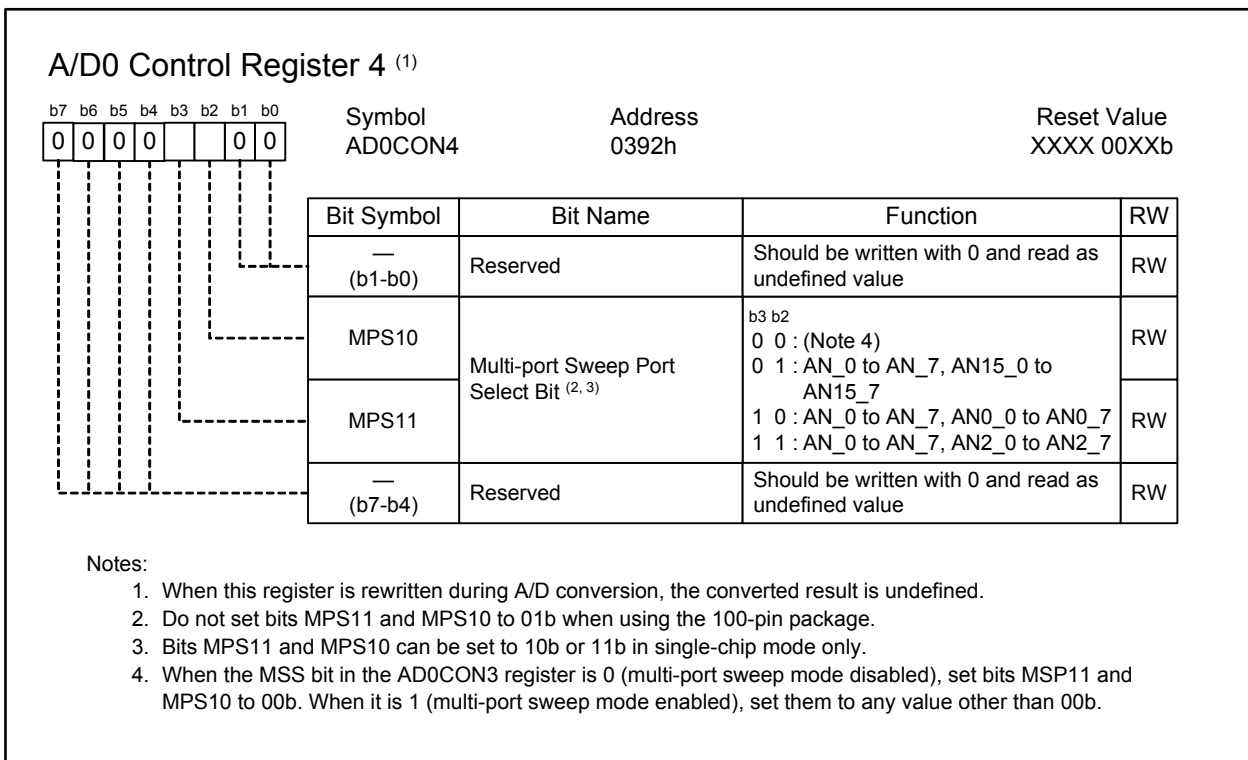 A/D0 Control Register 4 (1)
b7 b6 b5 b4 b3 b2 b1 b0
0 0 0 0 0 0
Symbol Address Reset Value
AD0CON4 0392h XXXX 00XXb
Bit Symbol Bit Name Function RW
—
(b1-b0)
Reserved
Should be written with 0 and read as
undefined value
RW
MPS10
Multi-port Sweep Port
Select Bit (2, 3)
b3 b2
0 0 : (Note 4)
0 1 : AN_0 to AN_7, AN15_0 to
AN15_7
1 0 : AN_0 to AN_7, AN0_0 to AN0_7
1 1 : AN_0 to AN_7, AN2_0 to AN2_7
RW
MPS11
RW
—
(b7-b4)
Reserved
Should be written with 0 and read as
undefined value
RW
Notes:
1. When this register is rewritten during A/D conversion, the converted result is undefined.
2. Do not set bits MPS11 and MPS10 to 01b when using the 100-pin package.
3. Bits MPS11 and MPS10 can be set to 10b or 11b in single-chip mode only.
4. When the MSS bit in the AD0CON3 register is 0 (multi-port sweep mode disabled), set bits MSP11 and
MPS10 to 00b. When it is 1 (multi-port sweep mode enabled), set them to any value other than 00b.